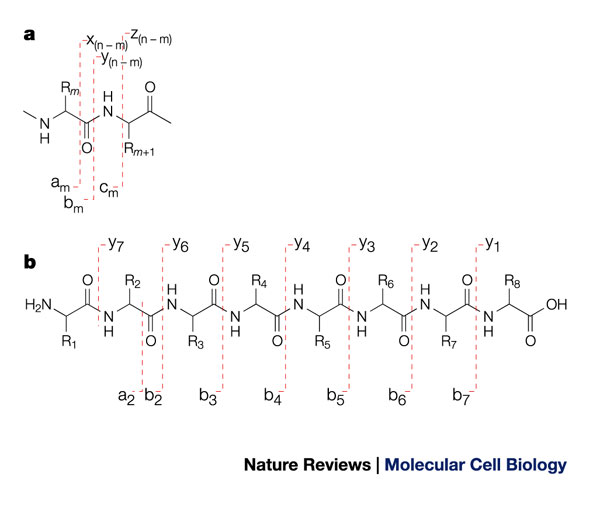 a
x(n – m)
z(n – m)
y(n – m)
Rm
H
N
O
N
H
O
Rm+1
am
bm
cm
b
y7 y6 y5 y4 y3 y2 y1
O R2 H O R4 H O R6 H O R8
H2N N N N N OH
N N N N
R1 H O R3 H O R5 H O R7 H O
a2 b2 b3 b4 b5 b6 b7
Nature Reviews | Molecular Cell Biology